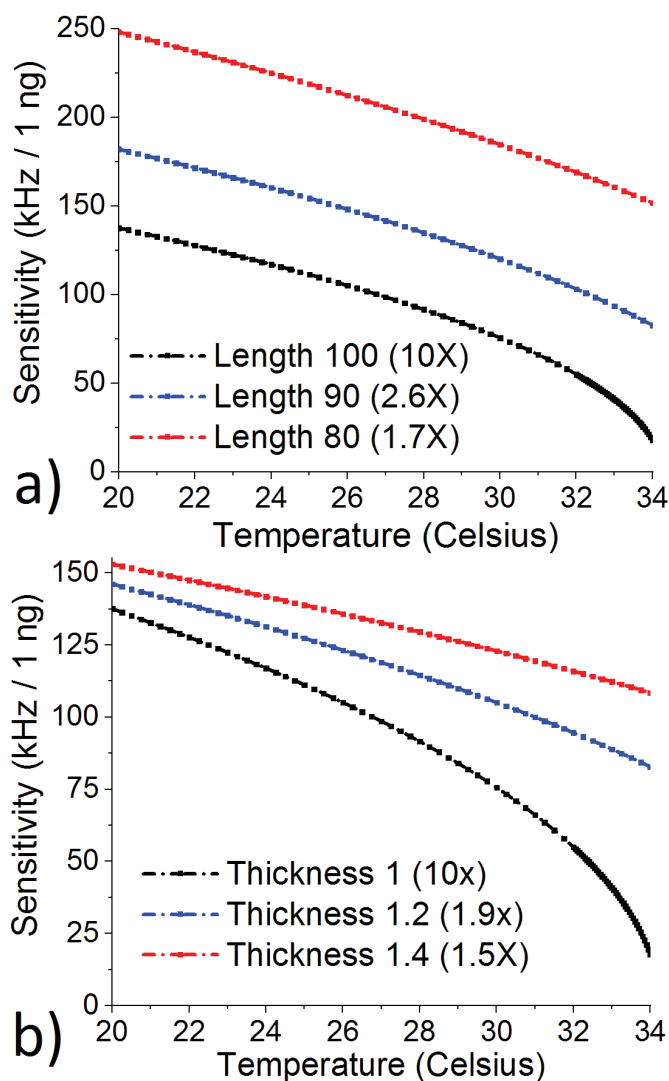 250
200
150
100
50
0
Sensitivity (kHz / 1 ng)
Length 100 (10X)
Length 90 (2.6X)
Length 80 (1.7X)
a)
20 22 24 26 28 30 32 34
Temperature (Celsius)
150
125
100
75
50
25
0
Sensitivity (kHz / 1 ng)
Thickness 1 (10x)
Thickness 1.2 (1.9x)
Thickness 1.4 (1.5X)
b)
20 22 24 26 28 30 32 34
Temperature (Celsius)